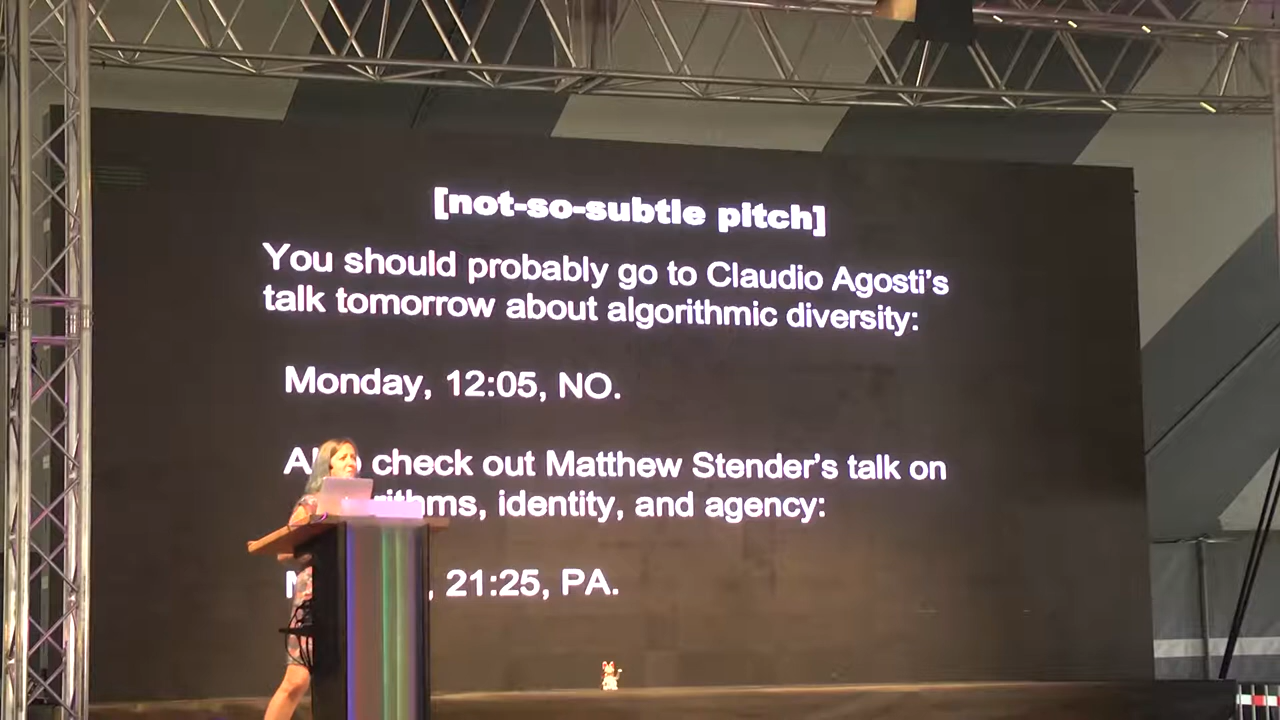 [not-so-subtle pitch]
You should probably go to Claudio Agosti's
talk tomorrow about algorithmic diversity:
Monday, 12:05, NO.
check out Matthew Stender's talk on
identity, and agency:
21:25, PA.